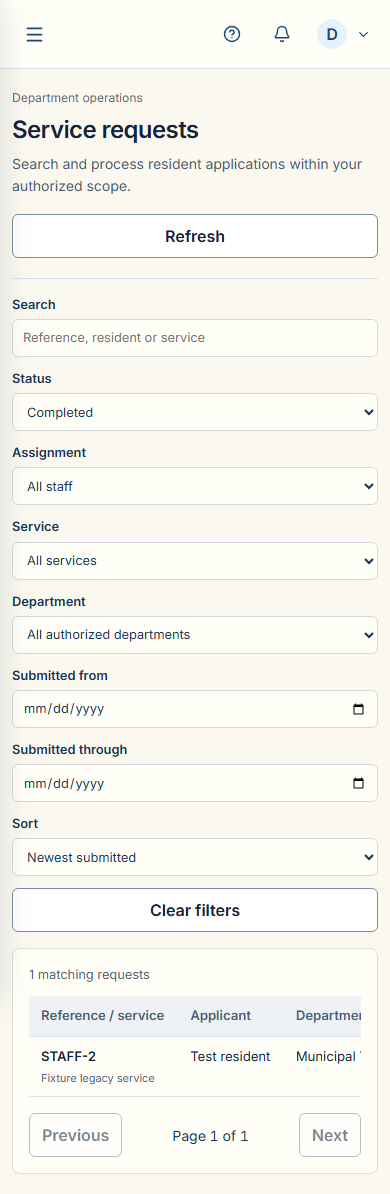 D
Department operations
Service requests
Search and process resident applications within your
authorized scope.
Refresh
Search
Reference, resident or service
Status
Completed
Assignment
All staff
Service
All services
Department
All authorized departments
Submitted from
mm/dd/yyyy
Submitted through
mm/dd/yyyy
Sort
Newest submitted
Clear filters
1 matching requests
Reference / service Applicant Departmen
STAFF-2 Test resident Municipal
Fixture legacy service
Previous Page 1 of 1 Next